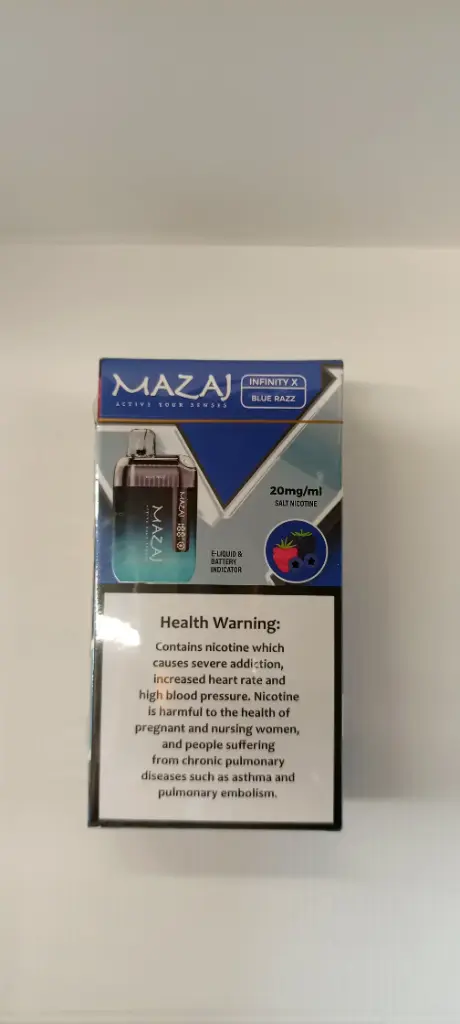 MAZAJ
ACTIVE YOUR SENSES
INFINITY X
BLUE RAZZ
20mg/ml
SALT NICOTINE
MAZAJ
MAZAJ
E-LIQUID &
BATTERY
INDICATOR
Health Warning:
Contains nicotine which
causes severe addiction,
increased heart rate and
high blood pressure. Nicotine
is harmful to the health of
pregnant and nursing women,
and people suffering
from chronic pulmonary
diseases such as asthma and
pulmonary embolism.